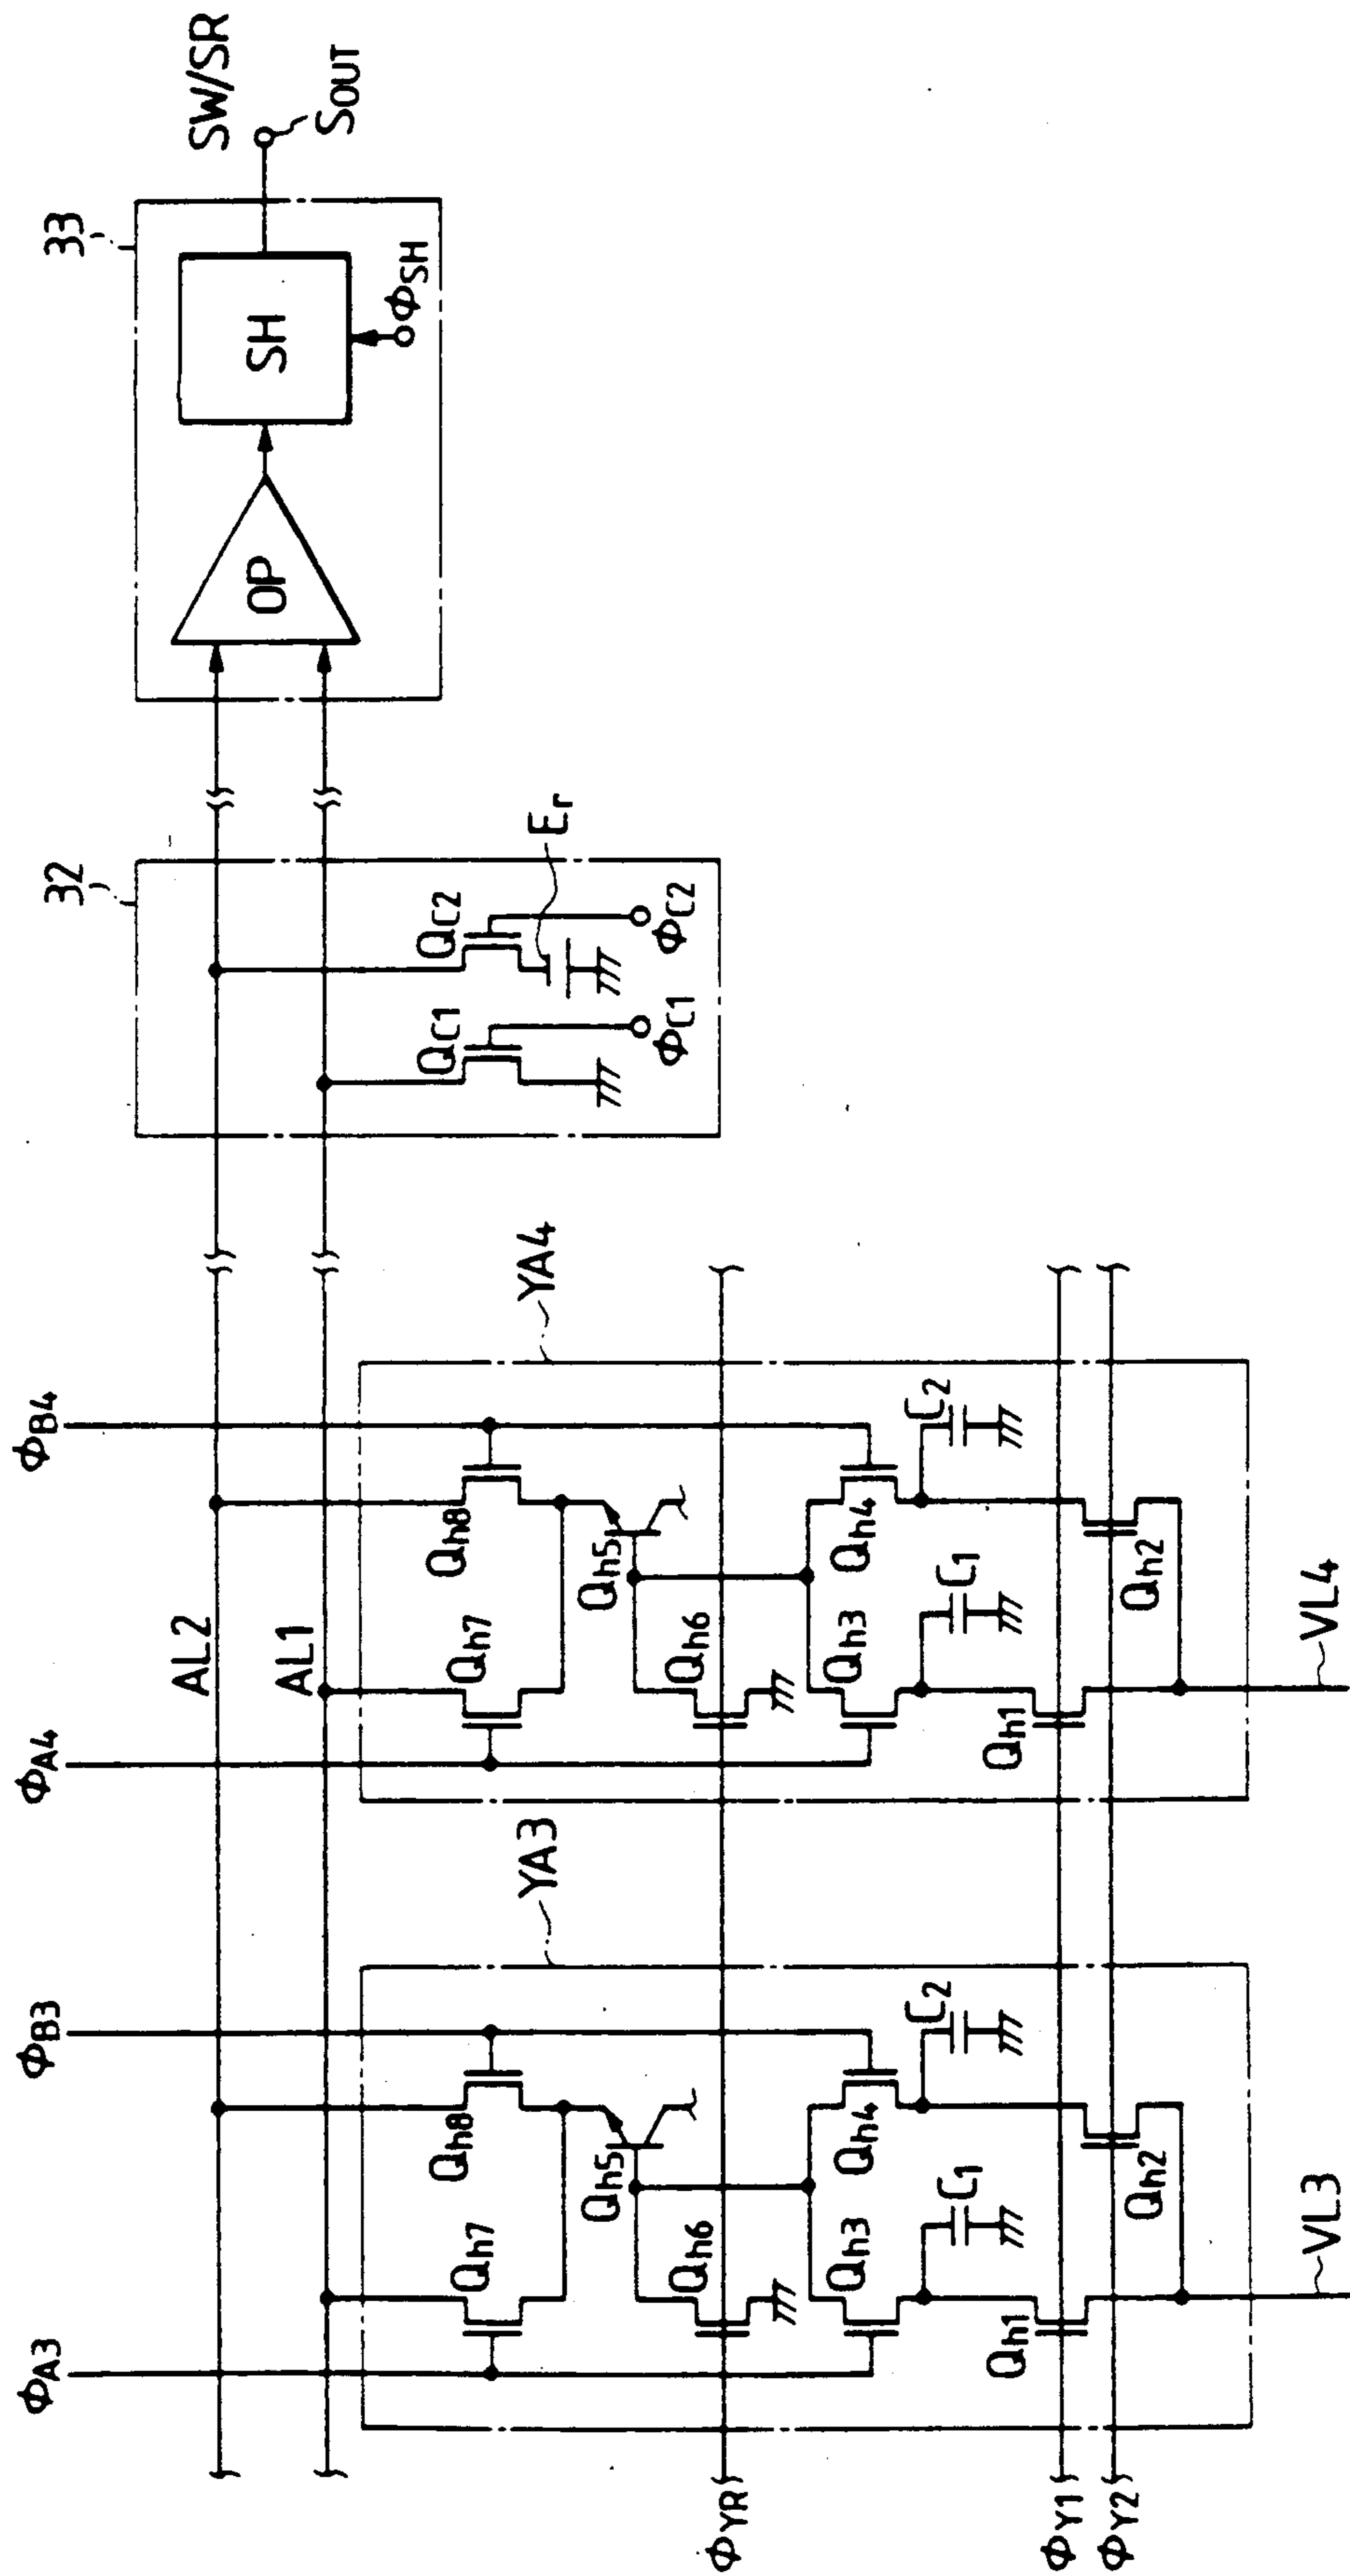 ΦA3
ΦB3
ΦA4
ΦB4
32
33
SW/SR
SOUT
AL2
AL1
OP
SH
ΦSH
QC1
QC2
Er
ΦC1
ΦC2
YA3
YA4
Qh7
Qh8
Qh7
Qh8
Qh5
Qh5
Qh6
Qh6
ΦYR
Qh3
Qh4
Qh3
Qh4
C1
C2
C1
C2
Qh1
Qh2
Qh1
Qh2
ΦY1
ΦY2
VL3
VL4